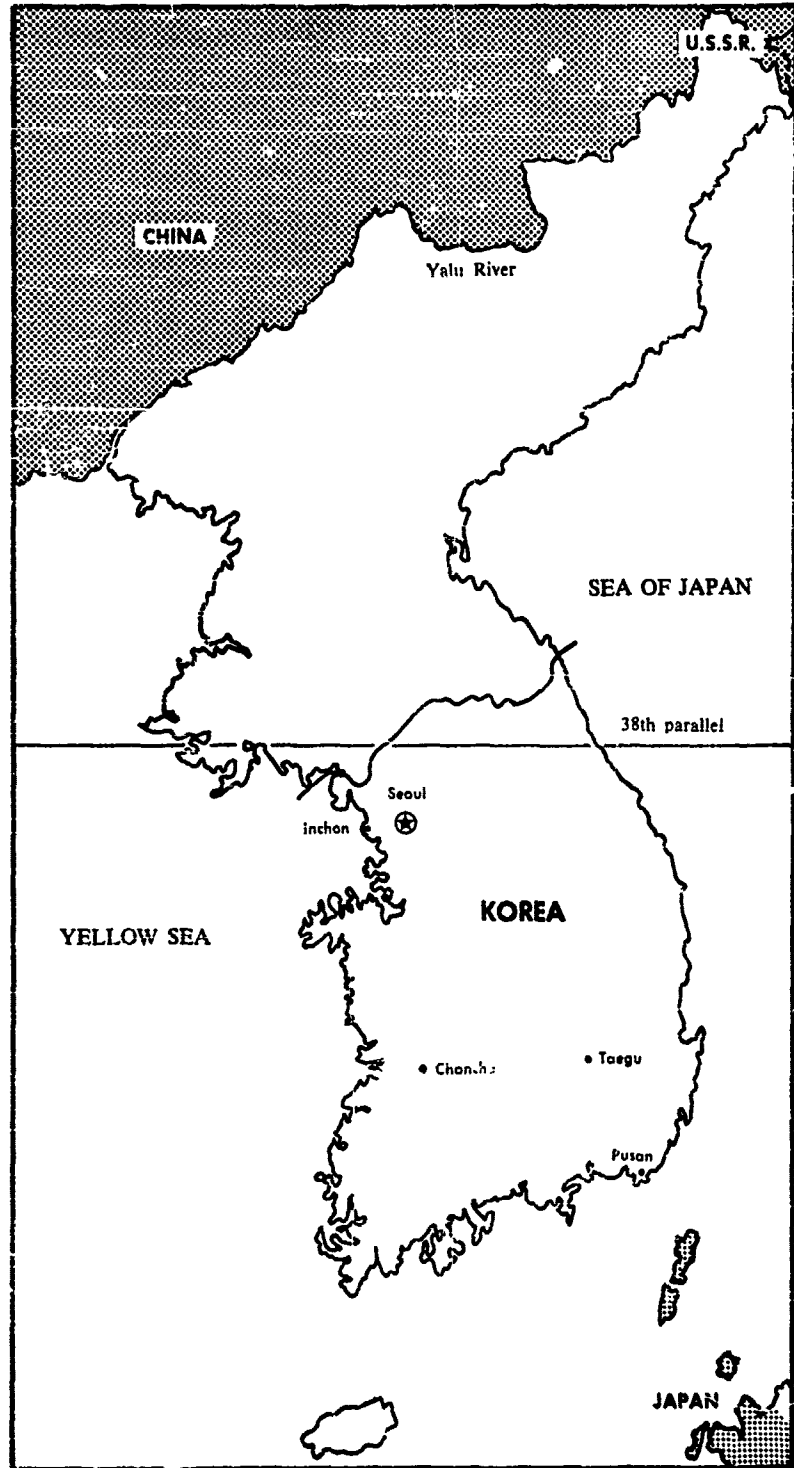 U.S.S.R.
CHINA
Yalu River
SEA OF JAPAN
38th parallel
Seoul
inchon
KOREA
YELLOW SEA
Taegu
Pusan
JAPAN